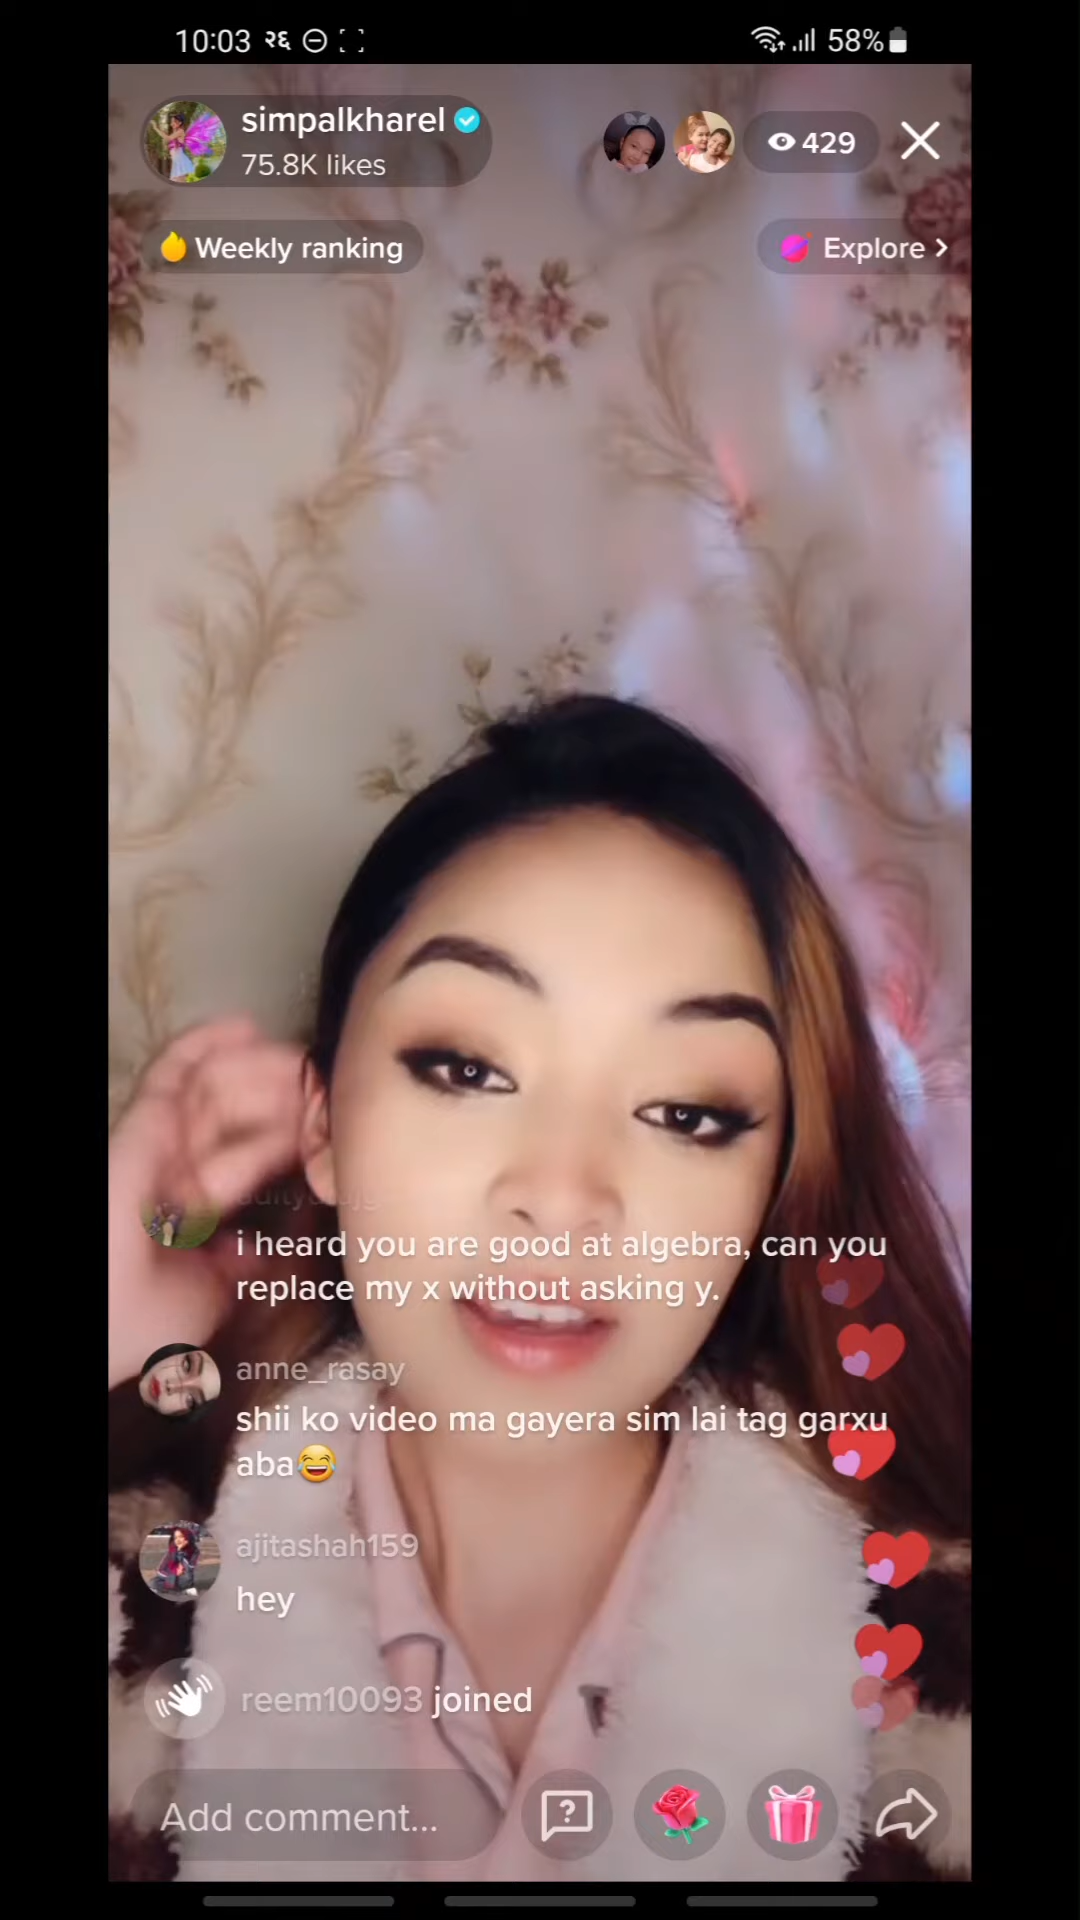 10:03 २६ 58%
simpalkharel
75.8K likes
429
Weekly ranking
Explore
i heard you are good at algebra, can you
replace my x without asking y.
anne_rasay
shii ko video ma gayera sim lai tag garxu
aba😂
ajitashah159
hey
reem10093 joined
Add comment...